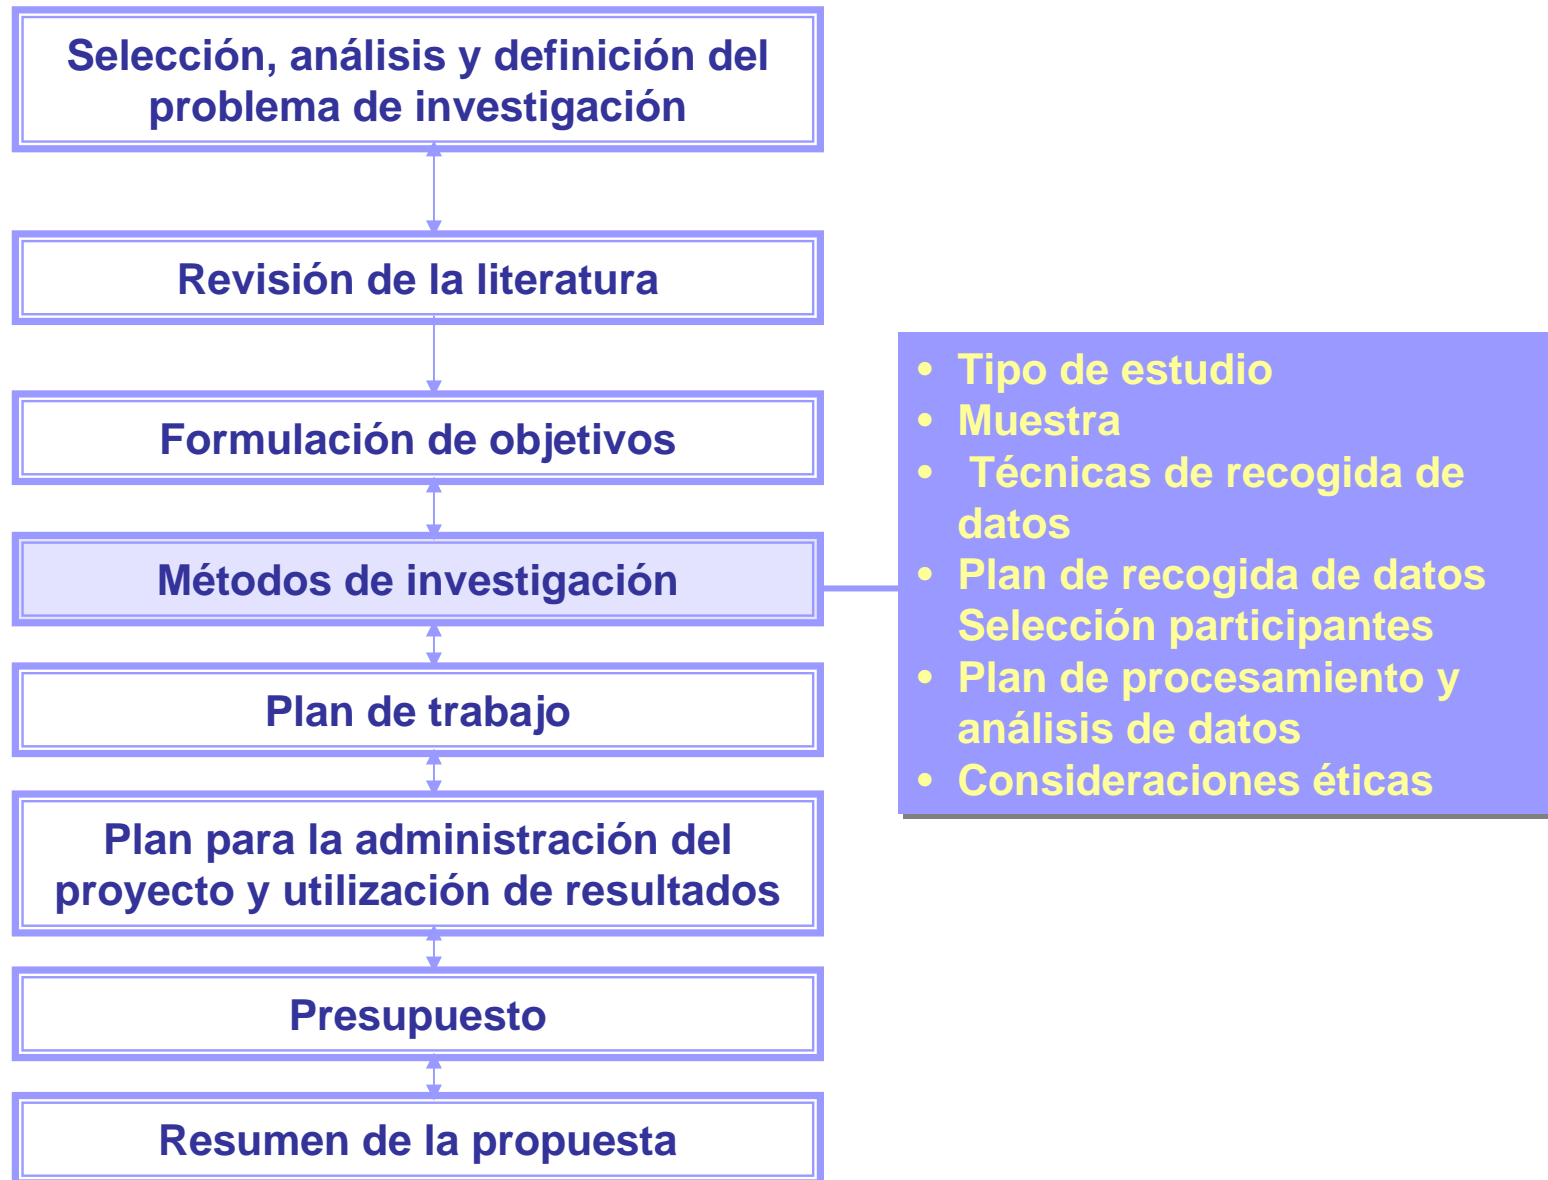 Selección, análisis y definición del
problema de investigación
Revisión de la literatura
Formulación de objetivos
Métodos de investigación
Plan de trabajo
Plan para la administración del
proyecto y utilización de resultados
Presupuesto
Resumen de la propuesta
• Tipo de estudio
• Muestra
• Técnicas de recogida de
datos
• Plan de recogida de datos
Selección participantes
• Plan de procesamiento y
análisis de datos
• Consideraciones éticas